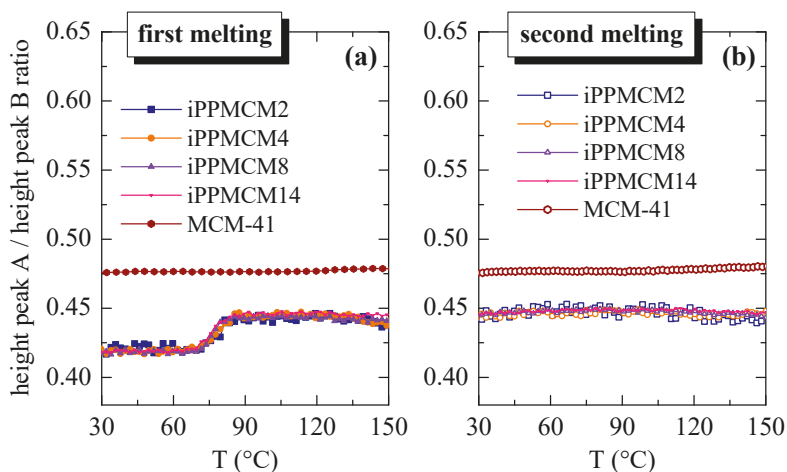 first melting
(a)
iPPMCM2
iPPMCM4
iPPMCM8
iPPMCM14
MCM-41
height peak A / height peak B ratio
0.65
0.60
0.55
0.50
0.45
0.40
30 60 90 120 150
T (°C)
second melting
(b)
iPPMCM2
iPPMCM4
iPPMCM8
iPPMCM14
MCM-41
0.65
0.60
0.55
0.50
0.45
0.40
30 60 90 120 150
T (°C)